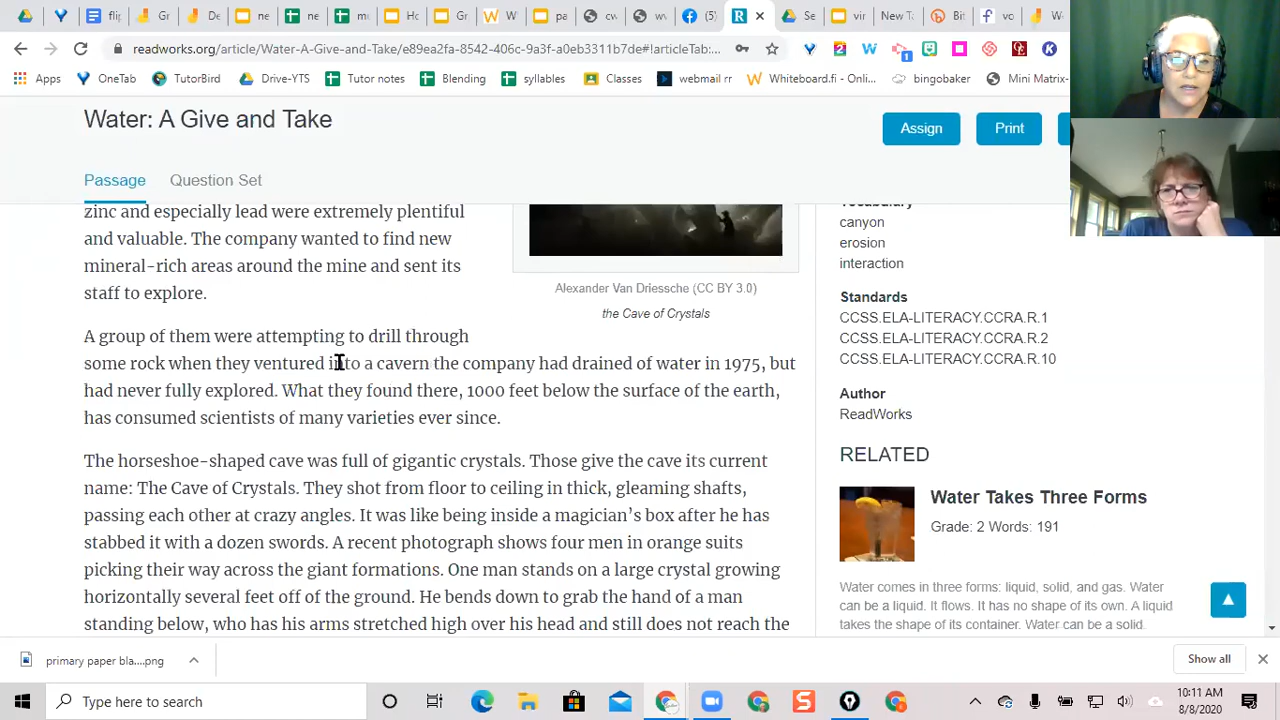 S
M
Ho
W
pa
cw
wv
(5)
R
Se
vir
New Ta
Bit
vo
W
readworks.org/article/Water-A-Give-and-Take/e89ea2fa-8542-406c-9a3f-a0eb3311b7de#!articleTab:...
Apps
OneTab
TutorBird
Drive-YTS
Tutor notes
Blending
syllables
Classes
webmail rr
Whiteboard.fi - Onli...
bingobaker
Mini Matrix-
Water: A Give and Take
Assign
Print
Passage
Question Set
zinc and especially lead were extremely plentiful
and valuable. The company wanted to find new
mineral-rich areas around the mine and sent its
staff to explore.
Alexander Van Driessche (CC BY 3.0)
the Cave of Crystals
A group of them were attempting to drill through
some rock when they ventured into a cavern the company had drained of water in 1975, but
had never fully explored. What they found there, 1000 feet below the surface of the earth,
has consumed scientists of many varieties ever since.
The horseshoe-shaped cave was full of gigantic crystals. Those give the cave its current
name: The Cave of Crystals. They shot from floor to ceiling in thick, gleaming shafts,
passing each other at crazy angles. It was like being inside a magician's box after he has
stabbed it with a dozen swords. A recent photograph shows four men in orange suits
picking their way across the giant formations. One man stands on a large crystal growing
horizontally several feet off of the ground. He bends down to grab the hand of a man
standing below, who has his arms stretched high over his head and still does not reach the
canyon
erosion
interaction
Standards
CCSS.ELA-LITERACY.CCRA.R.1
CCSS.ELA-LITERACY.CCRA.R.2
CCSS.ELA-LITERACY.CCRA.R.10
Author
ReadWorks
RELATED
Water Takes Three Forms
Grade: 2 Words: 191
Water comes in three forms: liquid, solid, and gas. Water
can be a liquid. It flows. It has no shape of its own. A liquid
takes the shape of its container. Water can be a solid.
primary paper bla....png
Show all
Type here to search
10:11 AM
8/8/2020